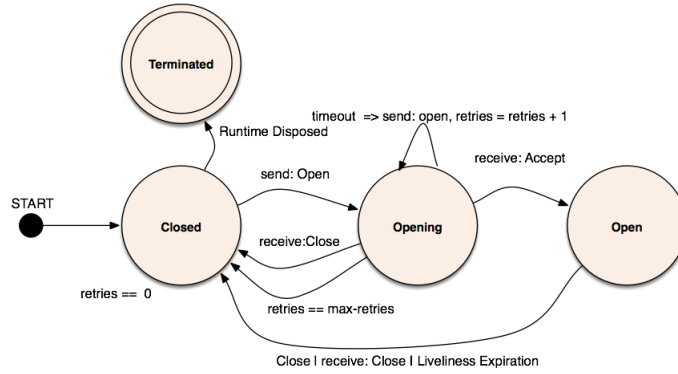 Terminated
timeout => send: open, retries = retries + 1
Runtime Disposed
receive: Accept
send: Open
START
Closed
Opening
Open
receive:Close
retries == 0
retries == max-retries
Close | receive: Close | Liveliness Expiration